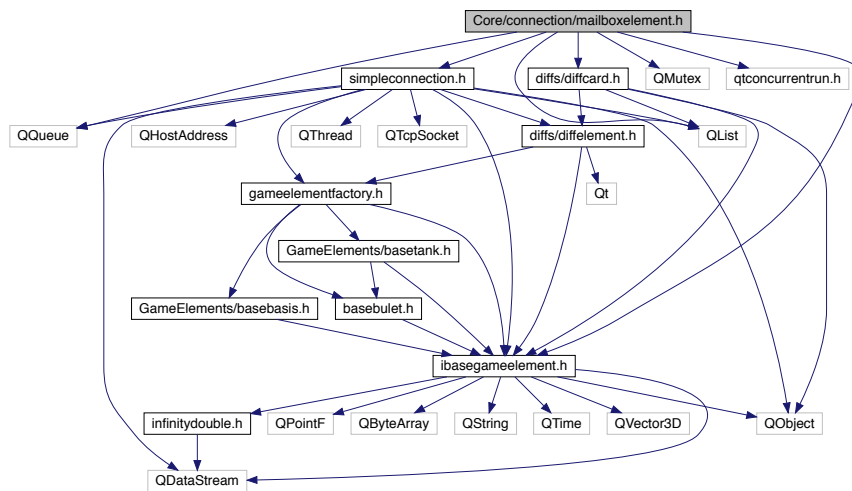 Core/connection/mailboxelement.h
simpleconnection.h
diffs/diffcard.h
QMutex
qtconcurrentrun.h
QQueue
QHostAddress
QThread
QTcpSocket
diffs/diffelement.h
QList
gameelementfactory.h
Qt
GameElements/basetank.h
GameElements/basebasis.h
basebulet.h
ibasegameelement.h
infinitydouble.h
QPointF
QByteArray
QString
QTime
QVector3D
QObject
QDataStream